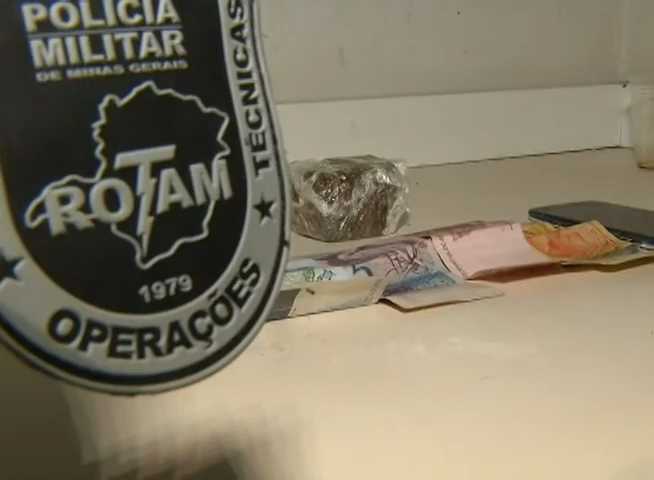 POLÍCIA
MILITAR
DE MINAS GERAIS
ROTAM
1979
OPERAÇÕES
TÉCNICAS